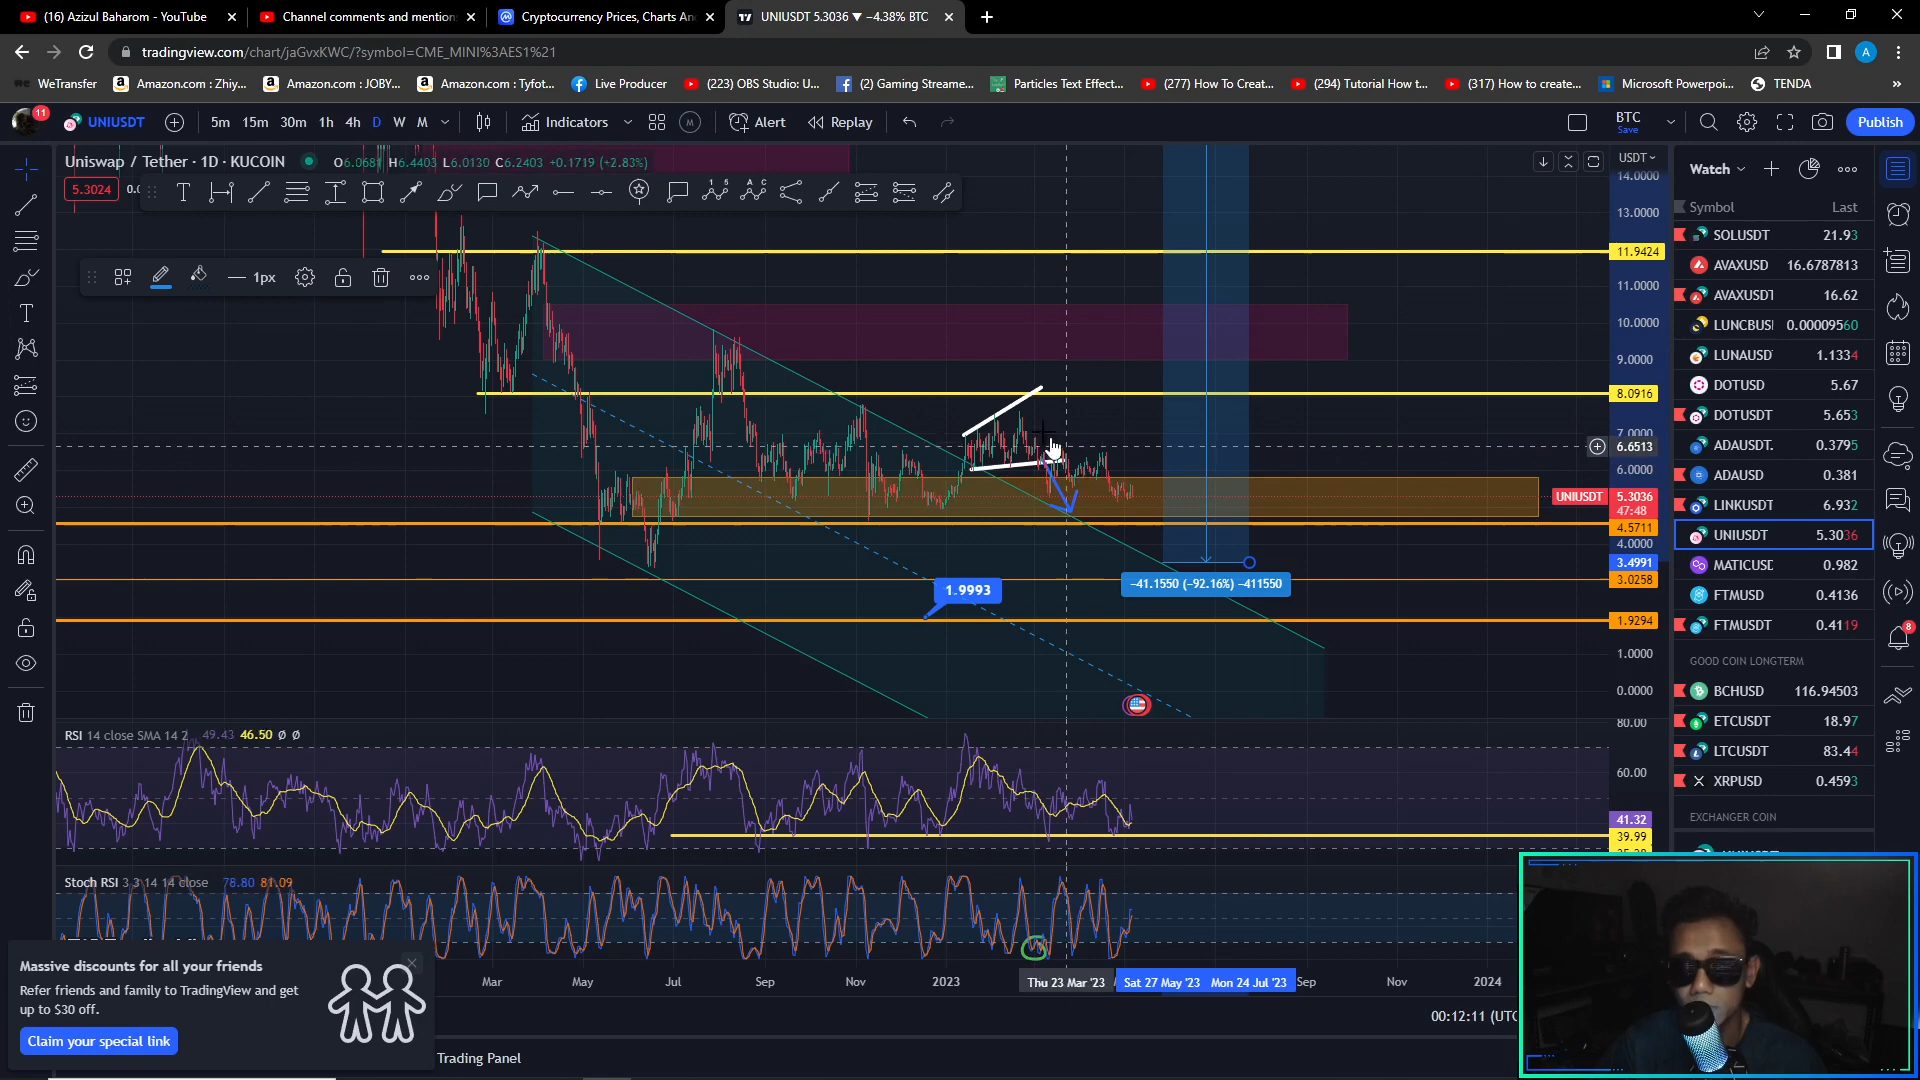 (16) Azizul Baharom - YouTube
Channel comments and mention
Cryptocurrency Prices, Charts An
UNIUSDT 5.3036 ▼ −4.38% BTC
tradingview.com/chart/jaGvxKWC/?symbol=CME_MINI%3AES1%21
A
WeTransfer
Amazon.com : Zhiy...
Amazon.com : JOBY...
Amazon.com : Tyfot...
Live Producer
(223) OBS Studio: U...
(2) Gaming Streame...
Particles Text Effect...
(277) How To Creat...
(294) Tutorial How t...
(317) How to create...
Microsoft Powerpoi...
TENDA
11
UNIUSDT
5m 15m 30m 1h 4h D W M
Indicators
Alert
Replay
BTC
Save
Publish
Uniswap / Tether · 1D · KUCOIN
O6.0681 H6.4403 L6.0130 C6.2403 +0.1719 (+2.83%)
5.3024
1px
USDT
14.0000
13.0000
11.9424
11.0000
10.0000
9.0000
8.0916
7.0000
6.6513
6.0000
UNIUSDT 5.3036
47:48
4.5711
4.0000
3.4991
3.0258
1.9294
1.0000
0.0000
−41.1550 (−92.16%) −411550
1.9993
RSI 14 close SMA 14 2 49.43 46.50 Ø Ø
80.00
60.00
41.32
39.99
Stoch RSI 3 3 14 14 close 78.80 81.09
Mar May Jul Sep Nov 2023 Thu 23 Mar '23 Sat 27 May '23 Mon 24 Jul '23 Sep Nov 2024
00:12:11 (UTC
Trading Panel
Massive discounts for all your friends
Refer friends and family to TradingView and get
up to $30 off.
Claim your special link
Watch
Symbol Last
SOLUSDT 21.93
AVAXUSD 16.6787813
AVAXUSDT 16.62
LUNCBUSI 0.00009560
LUNAUSD 1.1334
DOTUSD 5.67
DOTUSDT 5.653
ADAUSDT. 0.3795
ADAUSD 0.381
LINKUSDT 6.932
UNIUSDT 5.3036
MATICUSD 0.982
FTMUSD 0.4136
FTMUSDT 0.4119
GOOD COIN LONGTERM
BCHUSD 116.94503
ETCUSDT 18.97
LTCUSDT 83.44
XRPUSD 0.4593
EXCHANGER COIN
8